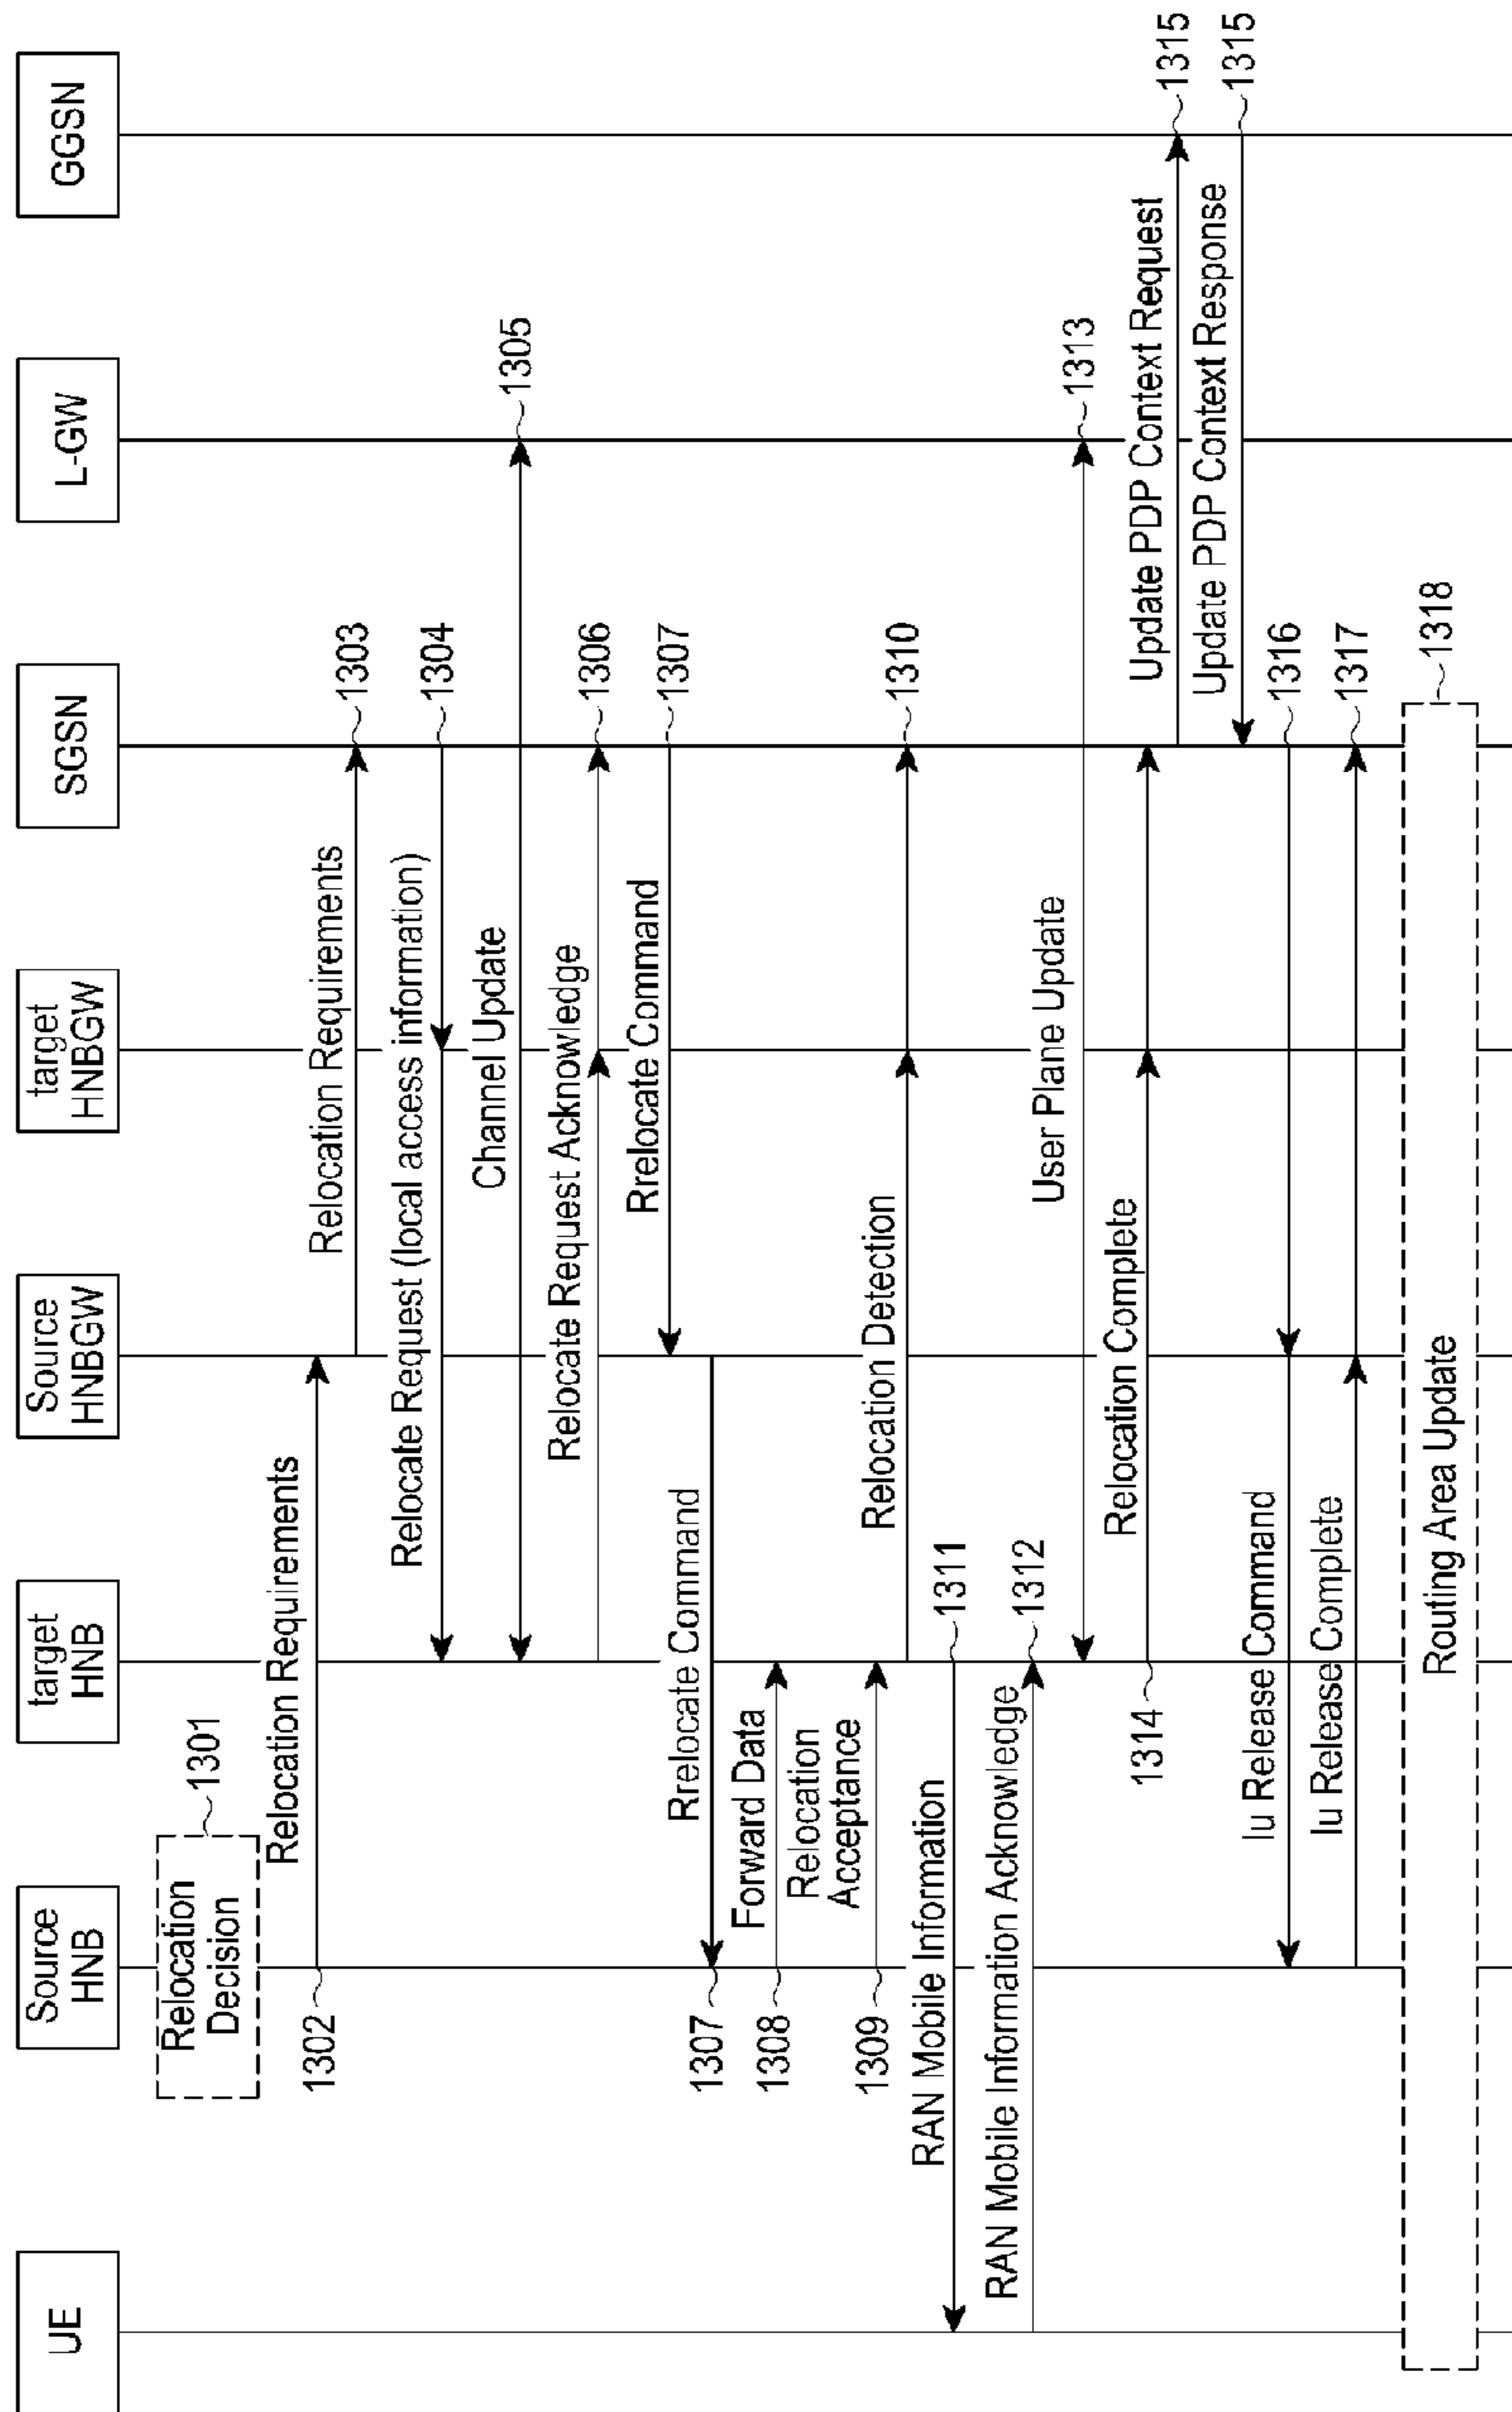 UE
Source
HNB
target
HNB
Source
HNBGW
target
HNBGW
SGSN
L-GW
GGSN
Relocation
Decision
1301
Relocation Requirements
1302
Relocation Requirements
1303
Relocate Request (local access information)
1304
Channel Update
1305
Relocate Request Acknowledge
1306
Rrelocate Command
1307
Rrelocate Command
1307
Forward Data
1308
Relocation
Acceptance
1309
Relocation Detection
1310
RAN Mobile Information
1311
RAN Mobile Information Acknowledge
1312
User Plane Update
1313
Relocation Complete
1314
Update PDP Context Request
1315
Update PDP Context Response
1315
Iu Release Command
1316
Iu Release Complete
1317
Routing Area Update
1318